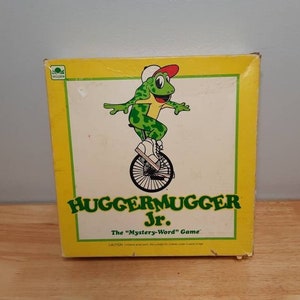 HUGGERMUGGER
Jr.
The "Mystery-Word" Game